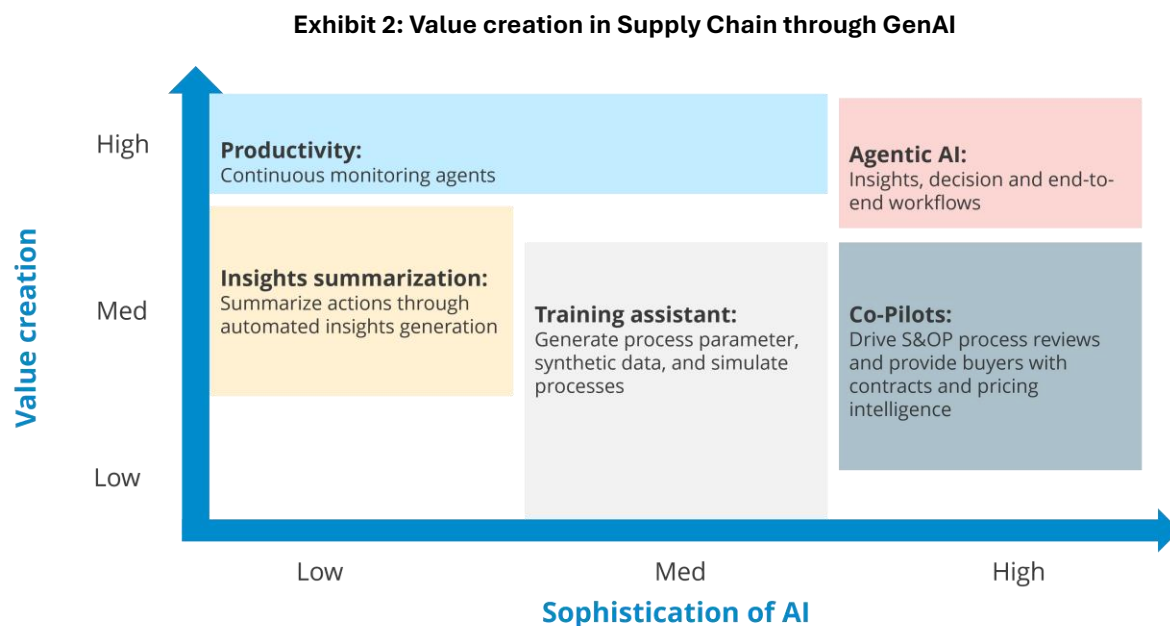 Exhibit 2: Value creation in Supply Chain through GenAI
High
Productivity:
Continuous monitoring agents
Agentic AI:
Insights, decision and end-to-
end workflows
Value creation
Med
Insights summarization:
Summarize actions through
automated insights generation
Training assistant:
Generate process parameter,
synthetic data, and simulate
processes
Co-Pilots:
Drive S&OP process reviews
and provide buyers with
contracts and pricing
intelligence
Low
Low
Med
High
Sophistication of AI